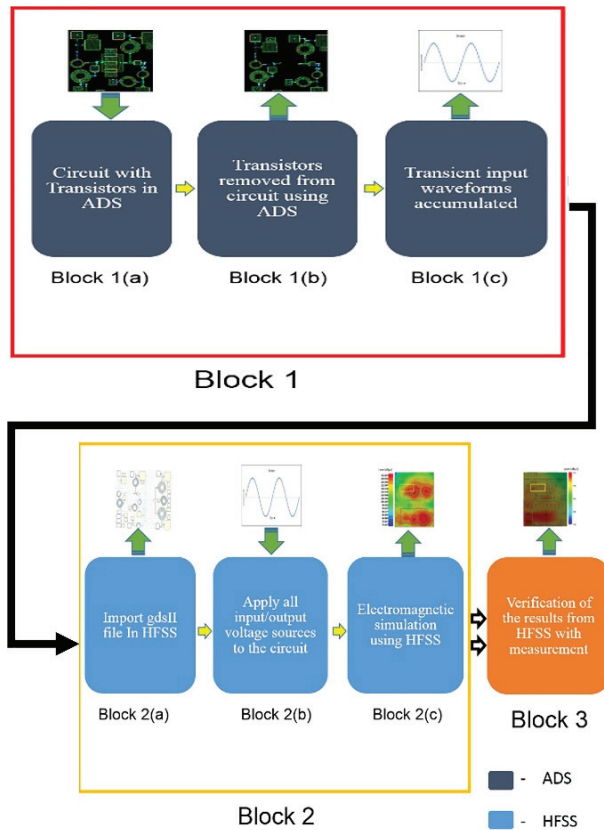 Circuit with
Transistors in
ADS
Transistors
removed from
circuit using
ADS
Transient input
waveforms
accumulated
Block 1(a)
Block 1(b)
Block 1(c)
Block 1
Import gdsII
file In HFSS
Apply all
input/output
voltage sources
to the circuit
Electromagnetic
simulation
using HFSS
Verification of
the results from
HFSS with
measurement
Block 2(a)
Block 2(b)
Block 2(c)
Block 3
Block 2
- ADS
- HFSS